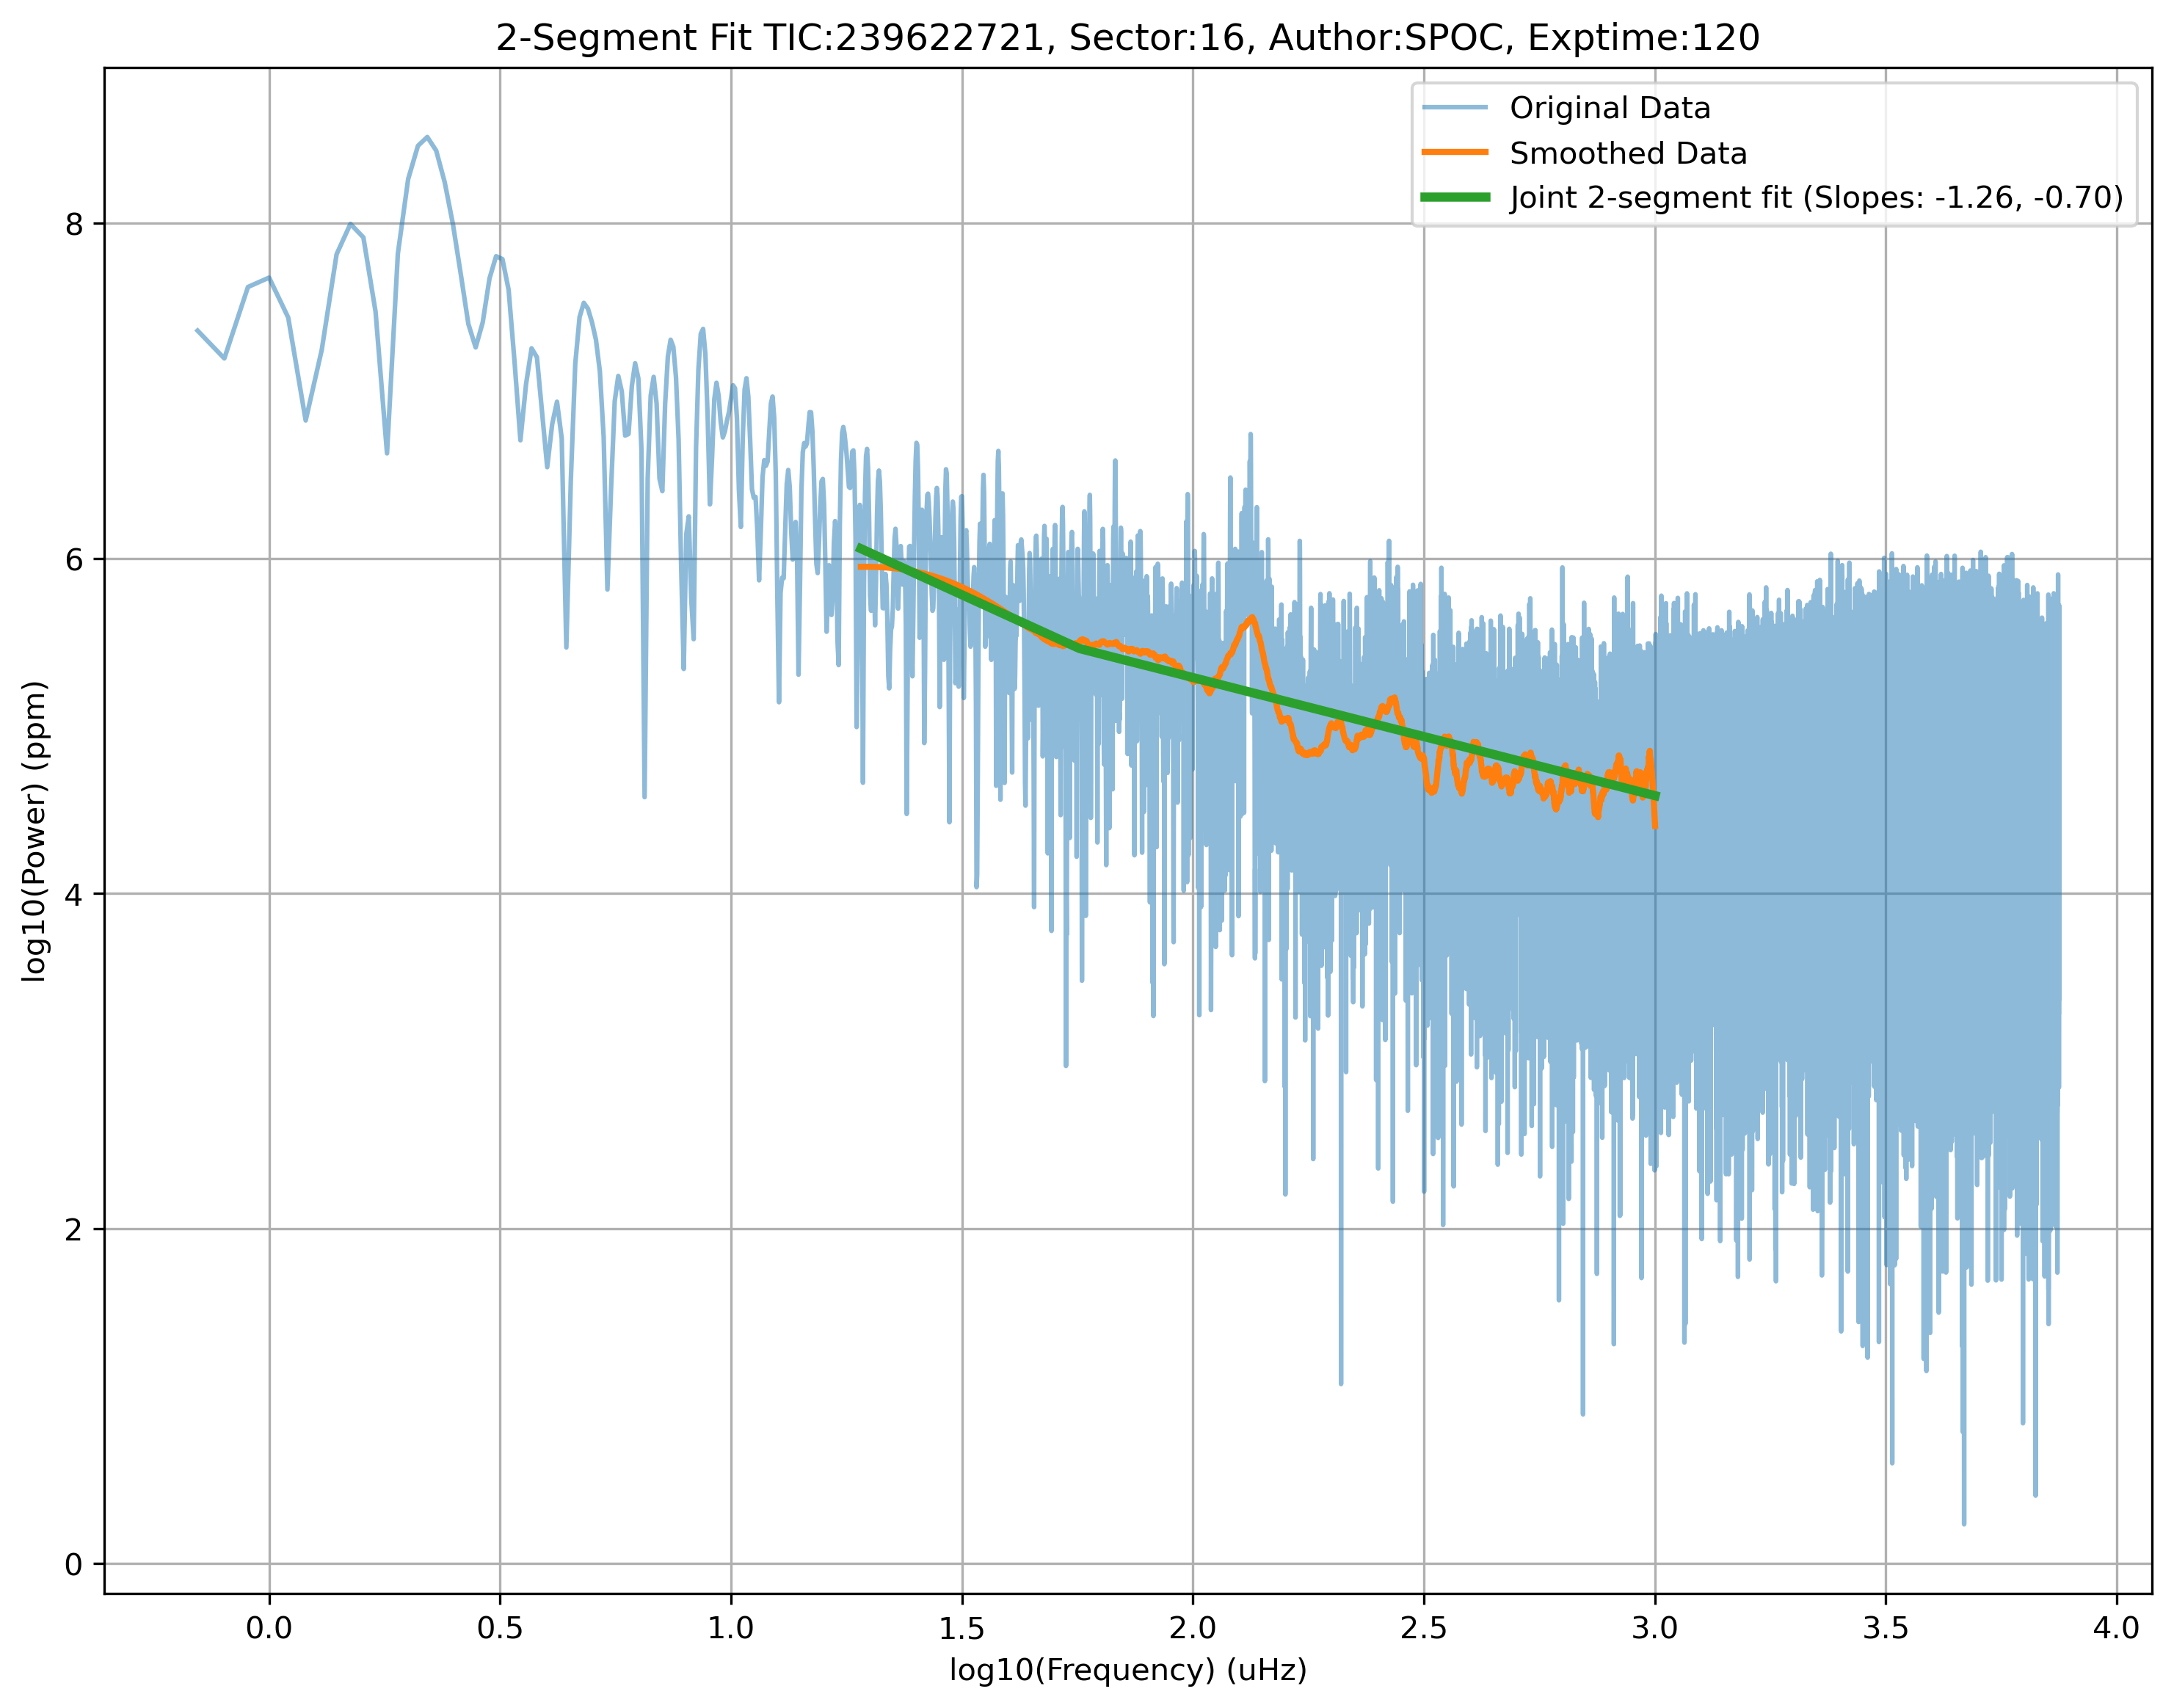 2-Segment Fit TIC:239622721, Sector:16, Author:SPOC, Exptime:120
Original Data
Smoothed Data
Joint 2-segment fit (Slopes: -1.26, -0.70)
log10(Power) (ppm)
8
6
4
2
0
0.0 0.5 1.0 1.5 2.0 2.5 3.0 3.5 4.0
log10(Frequency) (uHz)